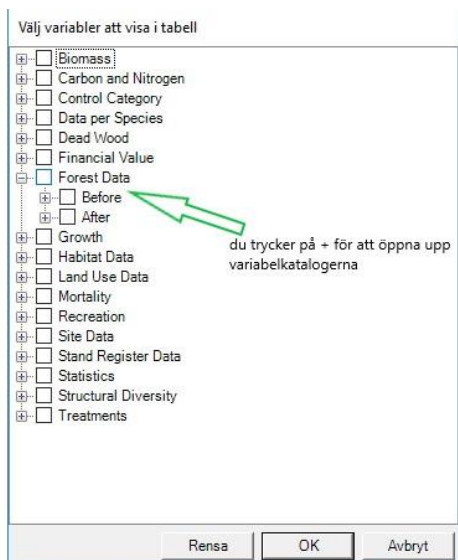 Välj variabler att visa i tabell
Biomass
Carbon and Nitrogen
Control Category
Data per Species
Dead Wood
Financial Value
Forest Data
Before
After
du trycker på + för att öppna upp
variabelkatalogerna
Growth
Habitat Data
Land Use Data
Mortality
Recreation
Site Data
Stand Register Data
Statistics
Structural Diversity
Treatments
Rensa
OK
Avbryt